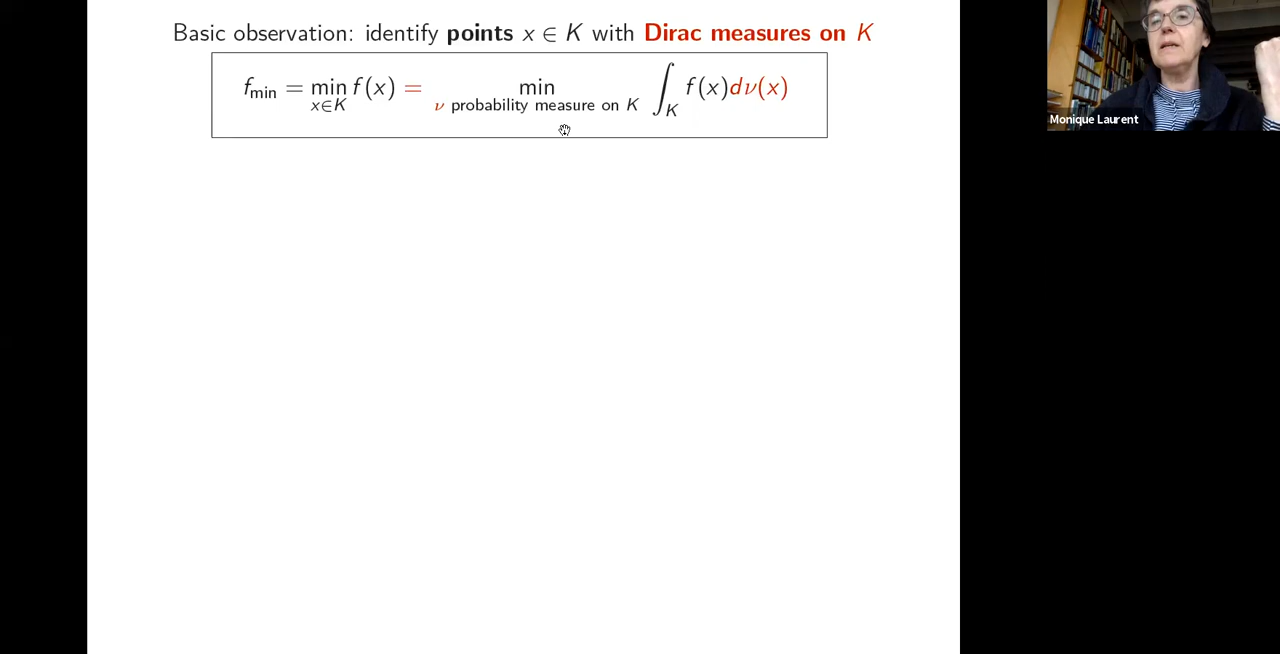 Basic observation: identify points x ∈ K with Dirac measures on K
f_min = min_{x∈K} f(x) = min_{ν probability measure on K} ∫_K f(x)dν(x)
Monique Laurent